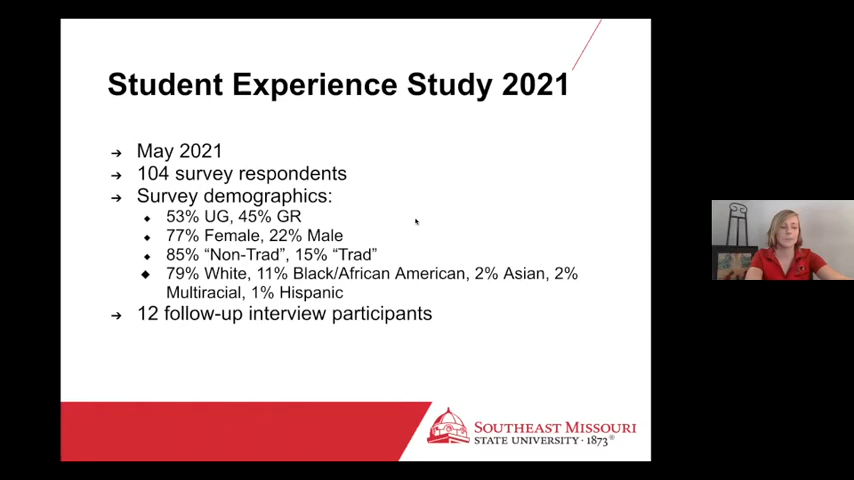 Student Experience Study 2021
➔ May 2021
➔ 104 survey respondents
➔ Survey demographics:
◆ 53% UG, 45% GR
◆ 77% Female, 22% Male
◆ 85% “Non-Trad”, 15% “Trad”
◆ 79% White, 11% Black/African American, 2% Asian, 2%
Multiracial, 1% Hispanic
➔ 12 follow-up interview participants
SOUTHEAST MISSOURI
STATE UNIVERSITY · 1873®